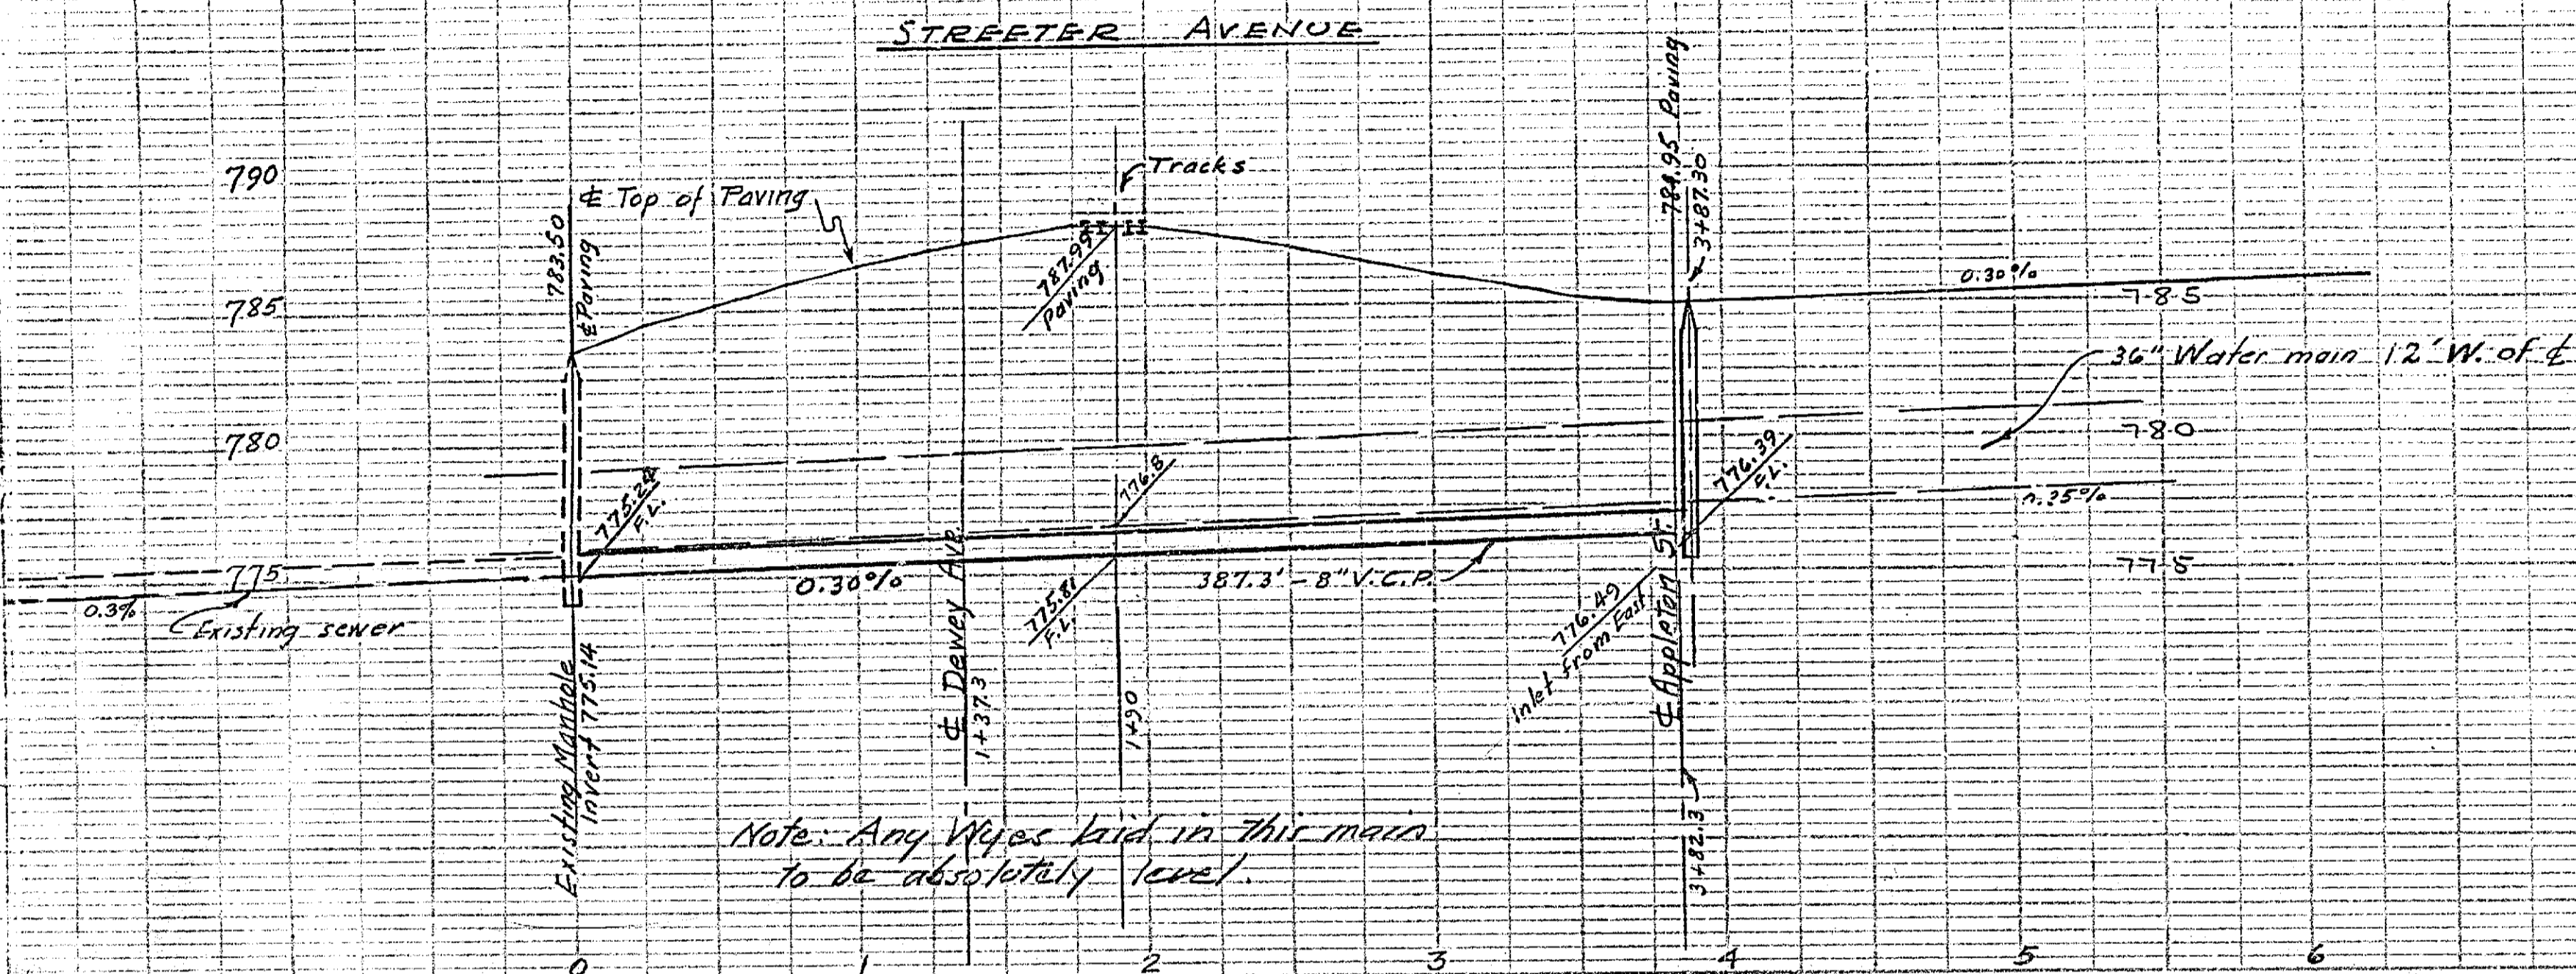 STREETER AVENUE
790
785
780
775
783.50
℄ Paving
℄ Top of Paving
Tracks
787.99
Paving
784.95 Paving
3+87.30
0.30%
785
36" Water main 12' W. of ℄
780
0.35%
775
775.24
F.L.
776.8
776.39
F.L.
0.3%
Existing sewer
0.30%
387.3' - 8" V.C.P.
775.81
F.L.
776.49
Inlet from East
Existing Manhole
Invert 775.14
℄ Dewey Ave.
1+37.3
1+90
℄ Appleton St.
3+82.3
Note: Any Wyes laid in this main
to be absolutely level.
0 1 2 3 4 5 6